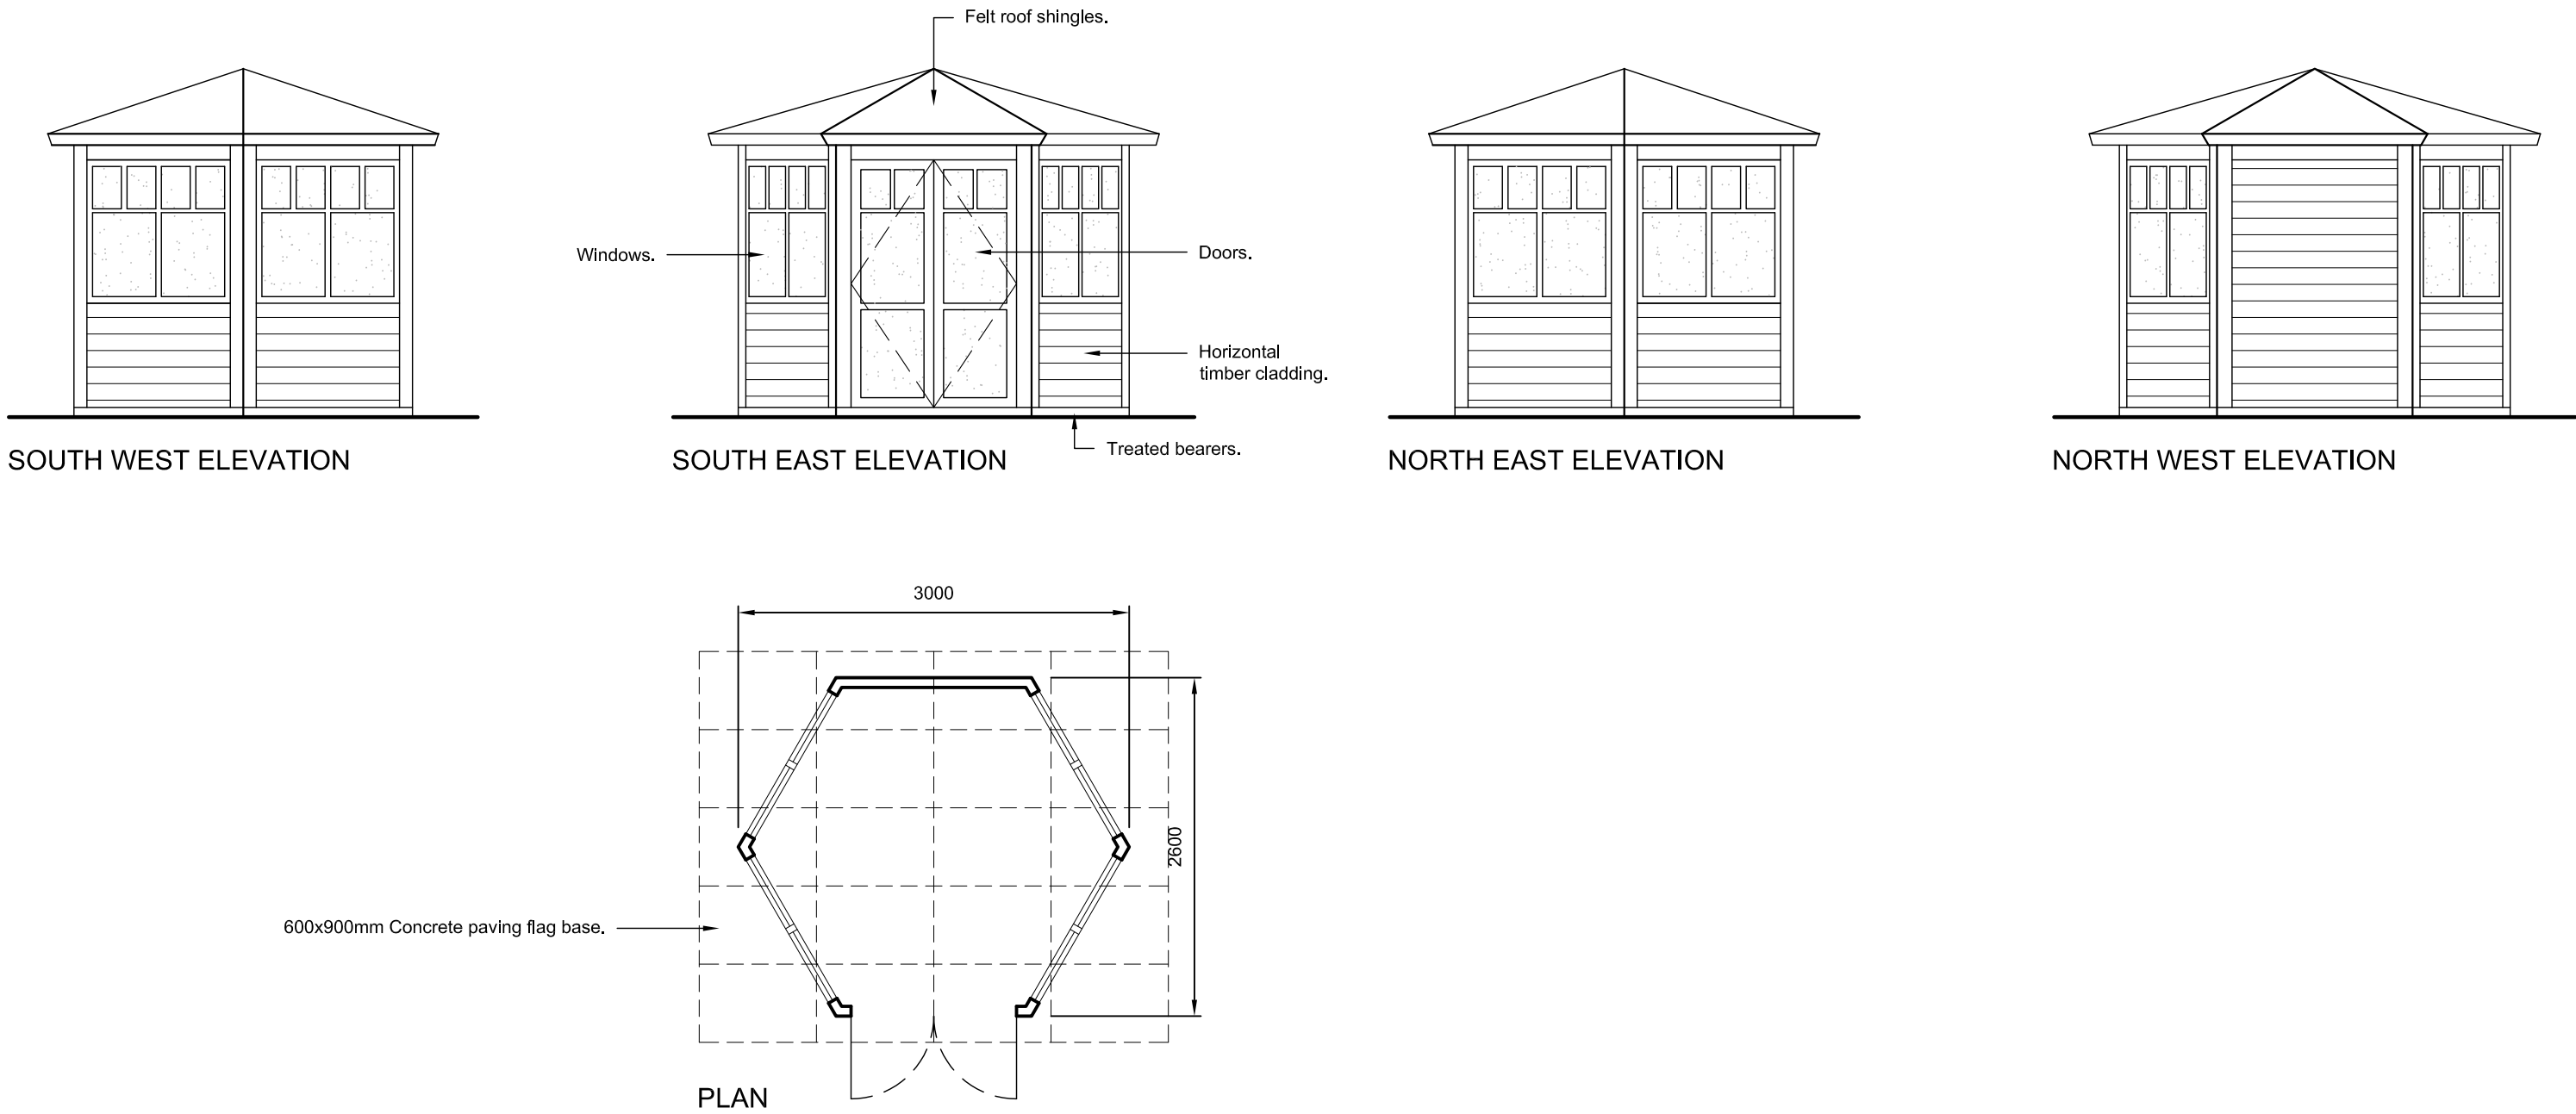 Felt roof shingles.
Windows.
Doors.
Horizontal
timber cladding.
Treated bearers.
SOUTH WEST ELEVATION
SOUTH EAST ELEVATION
NORTH EAST ELEVATION
NORTH WEST ELEVATION
3000
2600
600x900mm Concrete paving flag base.
PLAN